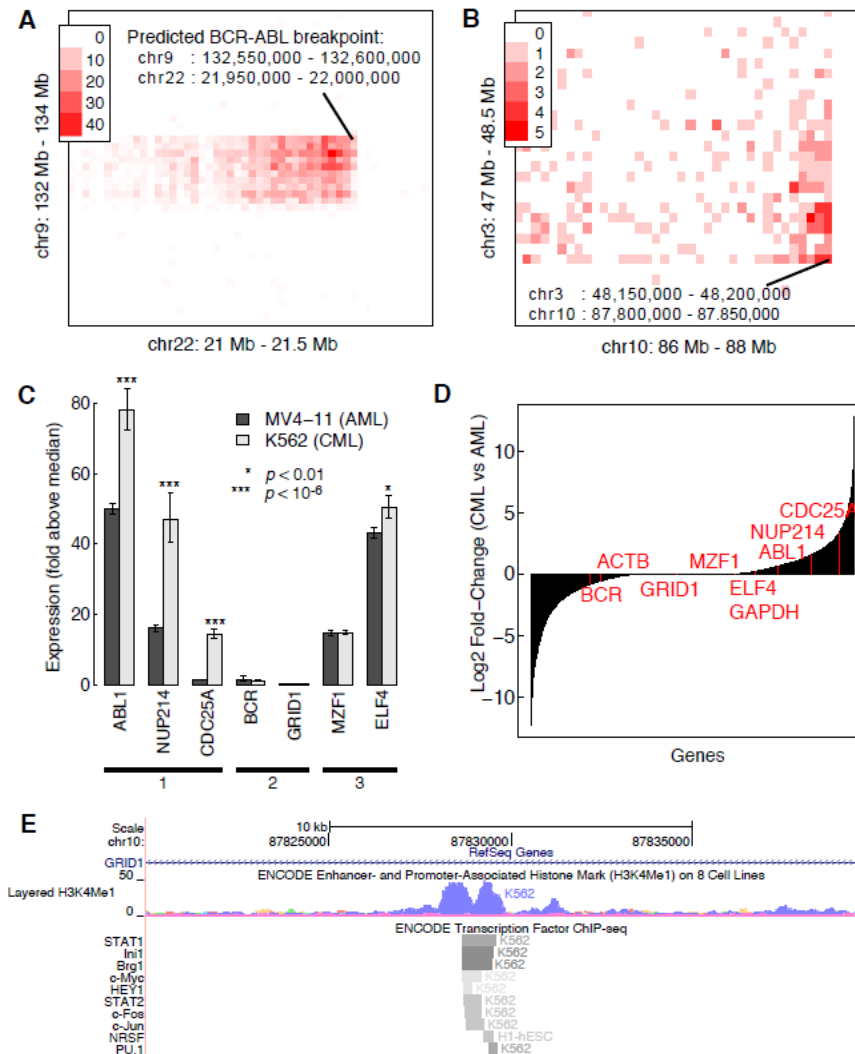 A
0
10
20
30
40
Predicted BCR-ABL breakpoint:
chr9 : 132,550,000 - 132,600,000
chr22 : 21,950,000 - 22,000,000
chr9: 132 Mb - 134 Mb
chr22: 21 Mb - 21.5 Mb
B
0
1
2
3
4
5
chr3: 47 Mb - 48.5 Mb
chr3 : 48,150,000 - 48,200,000
chr10 : 87,800,000 - 87.850,000
chr10: 86 Mb - 88 Mb
C
Expression (fold above median)
80
60
40
20
0
***
***
***
*
MV4-11 (AML)
K562 (CML)
* p < 0.01
*** p < 10-6
ABL1
NUP214
CDC25A
BCR
GRID1
MZF1
ELF4
1
2
3
D
Log2 Fold-Change (CML vs AML)
10
5
0
-5
-10
CDC25A
NUP214
ABL1
ACTB
MZF1
BCR
GRID1
ELF4
GAPDH
Genes
E
Scale
10 kb
chr10:
87825000
87830000
87835000
RefSeq Genes
GRID1
ENCODE Enhancer- and Promoter-Associated Histone Mark (H3K4Me1) on 8 Cell Lines
50
Layered H3K4Me1
K562
0
ENCODE Transcription Factor ChIP-seq
STAT1 K562
Ini1 K562
Brg1 K562
c-Myc K562
HEY1 K562
STAT2 K562
c-Fos K562
c-Jun K562
NRSF H1-hESC
PU.1 K562